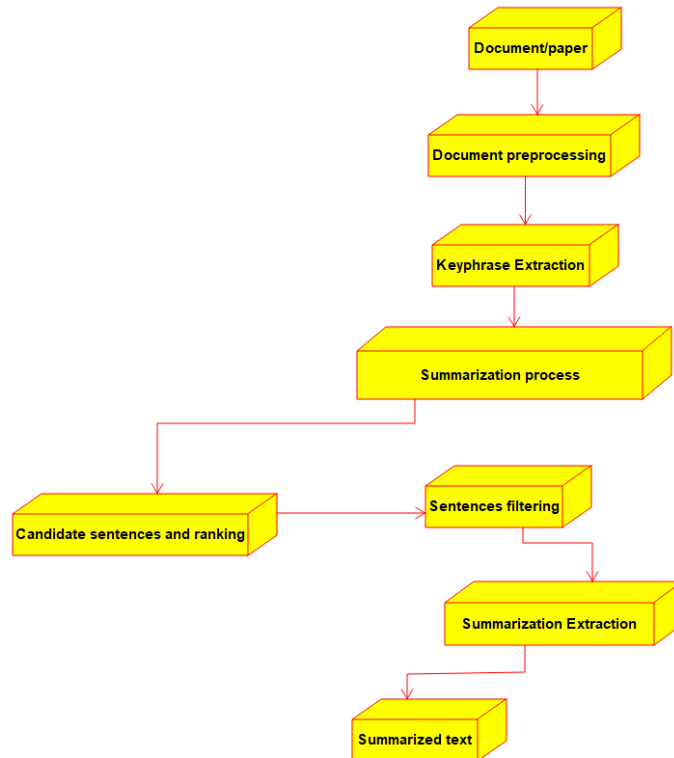 Document/paper
Document preprocessing
Keyphrase Extraction
Summarization process
Candidate sentences and ranking
Sentences filtering
Summarization Extraction
Summarized text